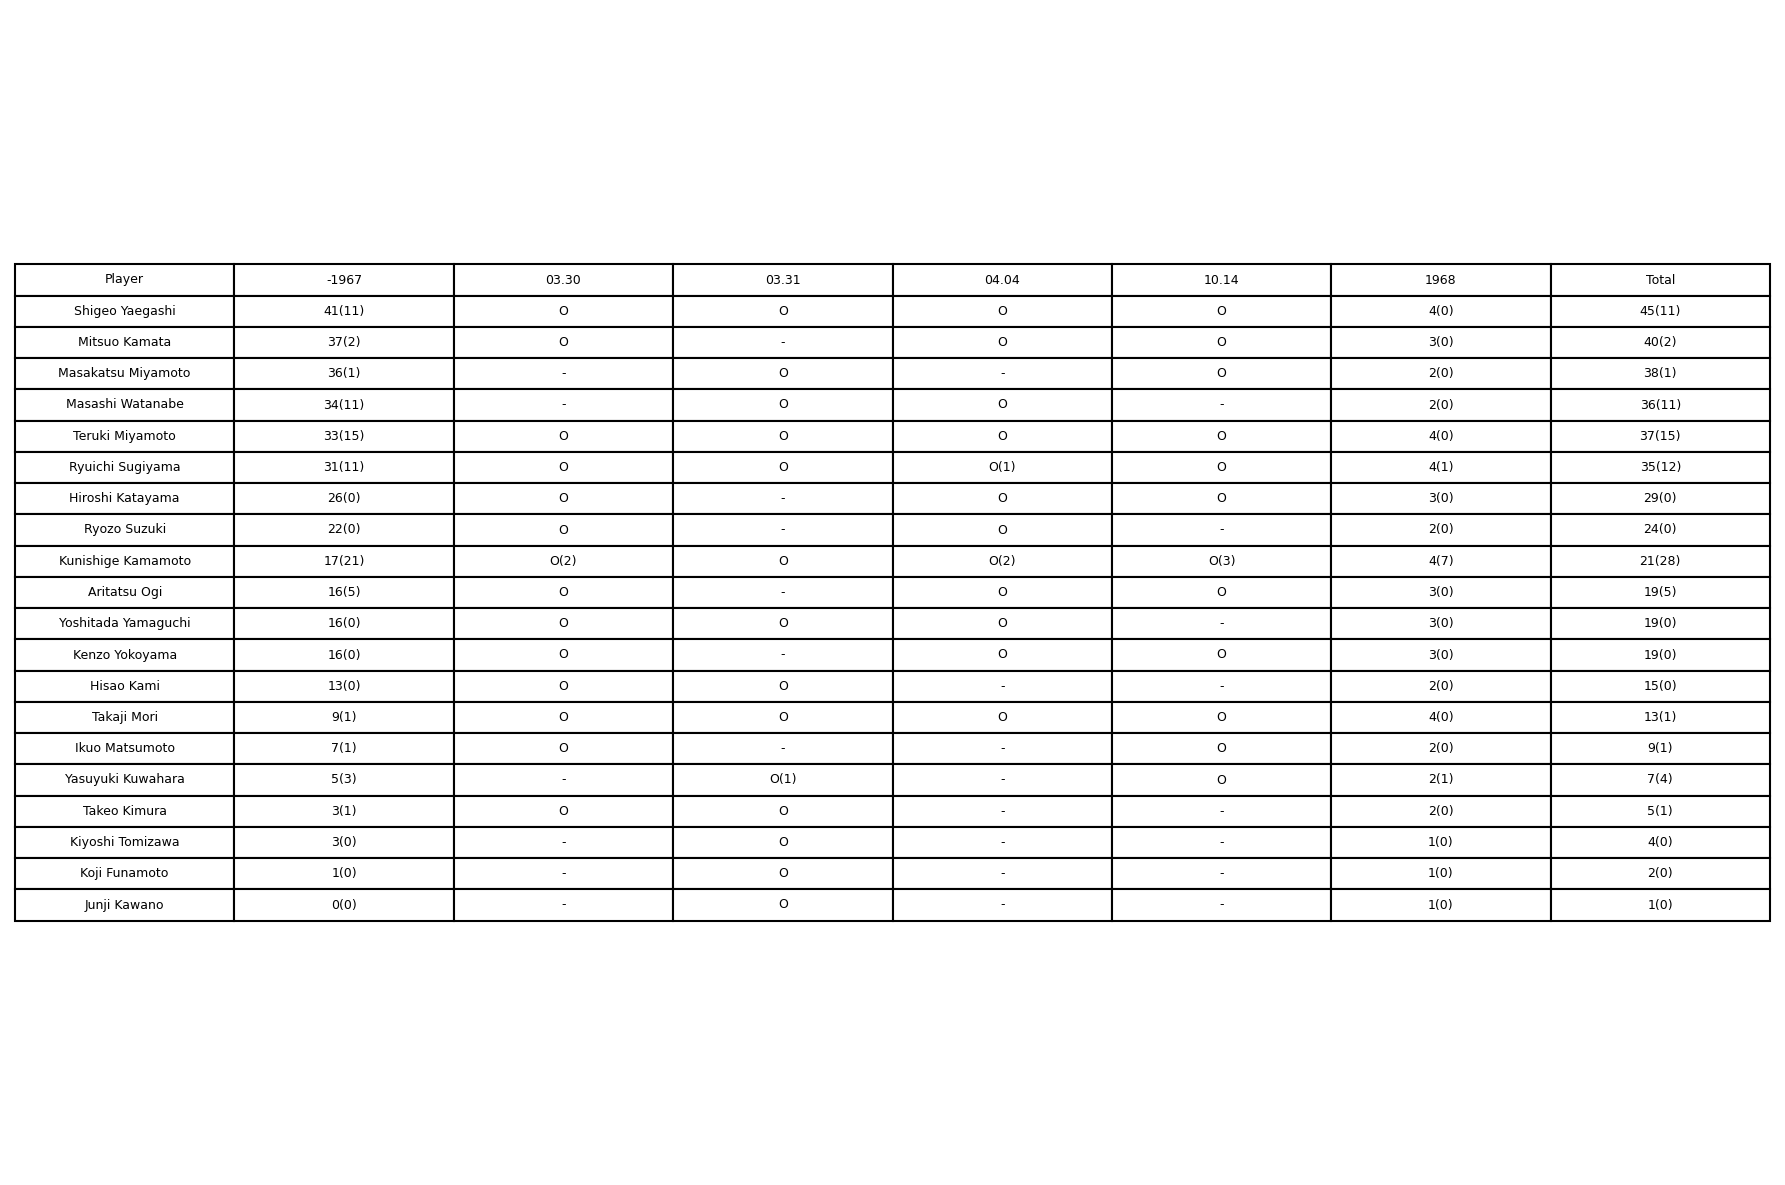 Player -1967 03.30 03.31 04.04 10.14 1968 Total
Shigeo Yaegashi 41(11) O O O O 4(0) 45(11)
Mitsuo Kamata 37(2) O - O O 3(0) 40(2)
Masakatsu Miyamoto 36(1) - O - O 2(0) 38(1)
Masashi Watanabe 34(11) - O O - 2(0) 36(11)
Teruki Miyamoto 33(15) O O O O 4(0) 37(15)
Ryuichi Sugiyama 31(11) O O O(1) O 4(1) 35(12)
Hiroshi Katayama 26(0) O - O O 3(0) 29(0)
Ryozo Suzuki 22(0) O - O - 2(0) 24(0)
Kunishige Kamamoto 17(21) O(2) O O(2) O(3) 4(7) 21(28)
Aritatsu Ogi 16(5) O - O O 3(0) 19(5)
Yoshitada Yamaguchi 16(0) O O O - 3(0) 19(0)
Kenzo Yokoyama 16(0) O - O O 3(0) 19(0)
Hisao Kami 13(0) O O - - 2(0) 15(0)
Takaji Mori 9(1) O O O O 4(0) 13(1)
Ikuo Matsumoto 7(1) O - - O 2(0) 9(1)
Yasuyuki Kuwahara 5(3) - O(1) - O 2(1) 7(4)
Takeo Kimura 3(1) O O - - 2(0) 5(1)
Kiyoshi Tomizawa 3(0) - O - - 1(0) 4(0)
Koji Funamoto 1(0) - O - - 1(0) 2(0)
Junji Kawano 0(0) - O - - 1(0) 1(0)